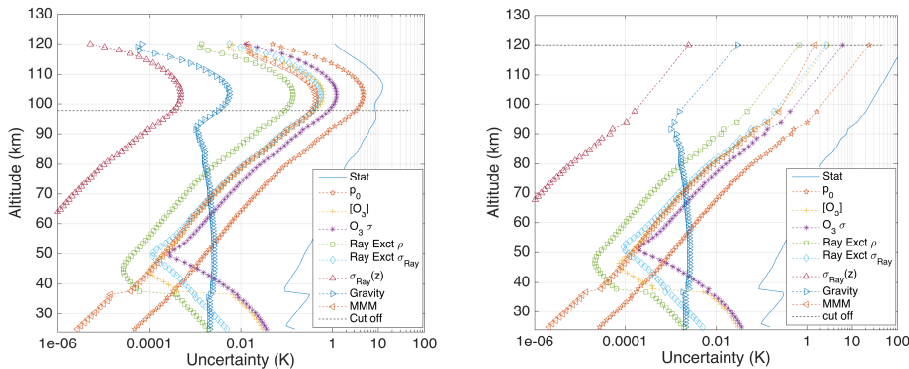 130
120
110
100
90
80
70
60
50
40
30
Altitude (km)
1e-06
0.0001
0.01
1
100
Uncertainty (K)
Stat
p0
[O3]
O3 σ
Ray Exct ρ
Ray Exct σRay
σRay(z)
Gravity
MMM
Cut off
130
120
110
100
90
80
70
60
50
40
30
Altitude (km)
1e-06
0.0001
0.01
1
100
Uncertainty (K)
Stat
p0
[O3]
O3 σ
Ray Exct ρ
Ray Exct σRay
σRay(z)
Gravity
MMM
cut off